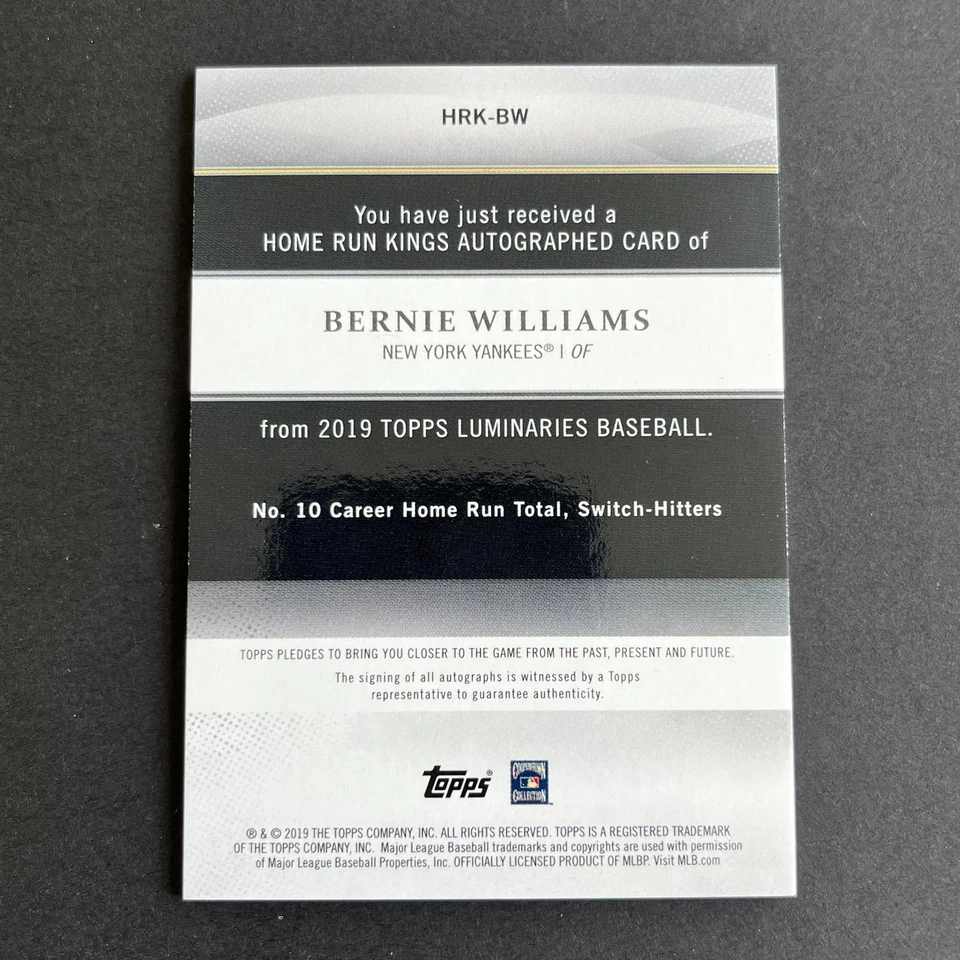 HRK-BW
You have just received a
HOME RUN KINGS AUTOGRAPHED CARD of
BERNIE WILLIAMS
NEW YORK YANKEES® | OF
from 2019 TOPPS LUMINARIES BASEBALL.
No. 10 Career Home Run Total, Switch-Hitters
TOPPS PLEDGES TO BRING YOU CLOSER TO THE GAME FROM THE PAST, PRESENT AND FUTURE.
The signing of all autographs is witnessed by a Topps
representative to guarantee authenticity.
topps®
COOPERSTOWN
COLLECTION™
® & © 2019 THE TOPPS COMPANY, INC. ALL RIGHTS RESERVED. TOPPS IS A REGISTERED TRADEMARK
OF THE TOPPS COMPANY, INC. Major League Baseball trademarks and copyrights are used with permission
of Major League Baseball Properties, Inc. OFFICIALLY LICENSED PRODUCT OF MLBP. Visit MLB.com